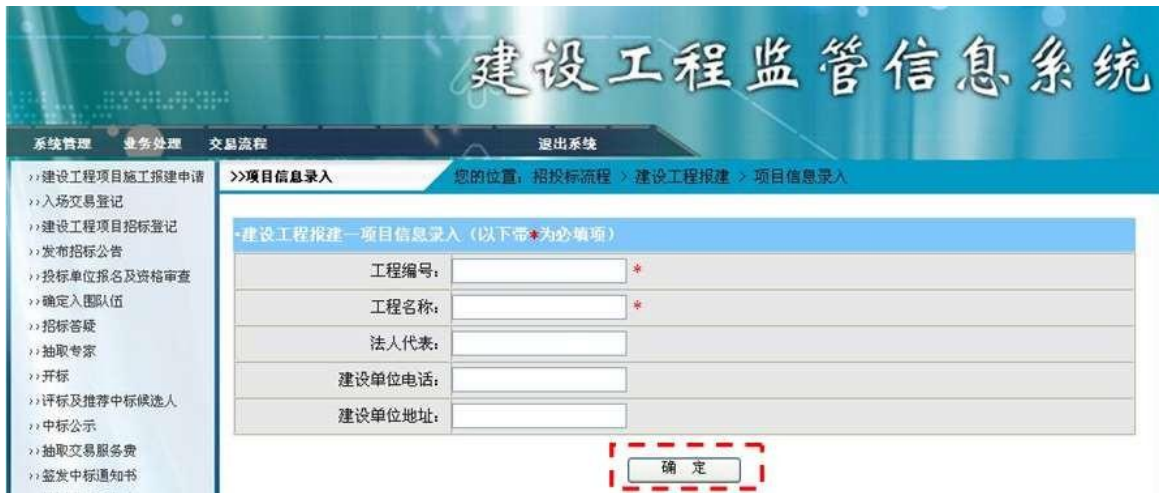 建设工程监管信息系统
系统管理 业务处理 交易流程 退出系统
>>建设工程项目施工报建申请
>>入场交易登记
>>建设工程项目招标登记
>>发布招标公告
>>投标单位报名及资格审查
>>确定入围队伍
>>招标答疑
>>抽取专家
>>开标
>>评标及推荐中标候选人
>>中标公示
>>抽取交易服务费
>>签发中标通知书
>>项目信息录入 您的位置：招投标流程 > 建设工程报建 > 项目信息录入
•建设工程报建—项目信息录入（以下带*为必填项）
工程编号： *
工程名称： *
法人代表：
建设单位电话：
建设单位地址：
确 定